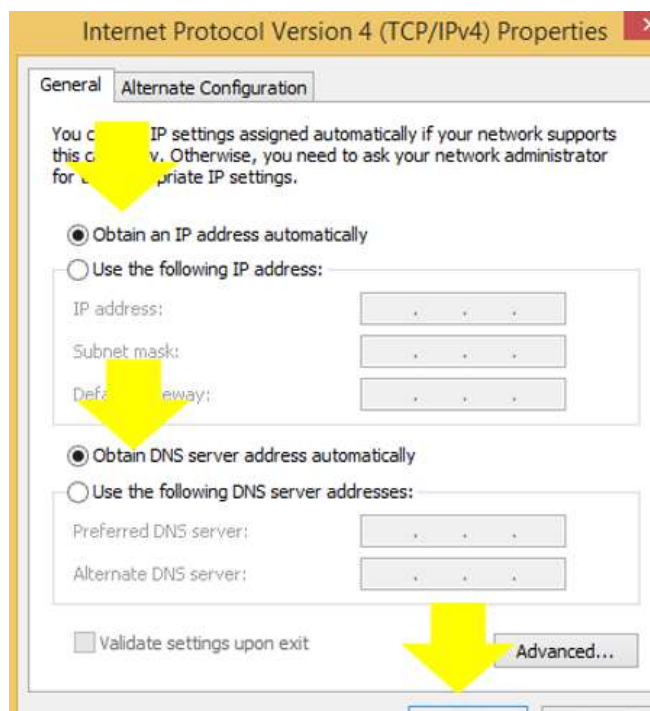 Internet Protocol Version 4 (TCP/IPv4) Properties
General
Alternate Configuration
You IP settings assigned automatically if your network supports
this Otherwise, you need to ask your network administrator
for IP settings.
Obtain an IP address automatically
Use the following IP address:
IP address:
Subnet mask:
Obtain DNS server address automatically
Use the following DNS server addresses:
Preferred DNS server:
Alternate DNS server:
Validate settings upon exit
Advanced...